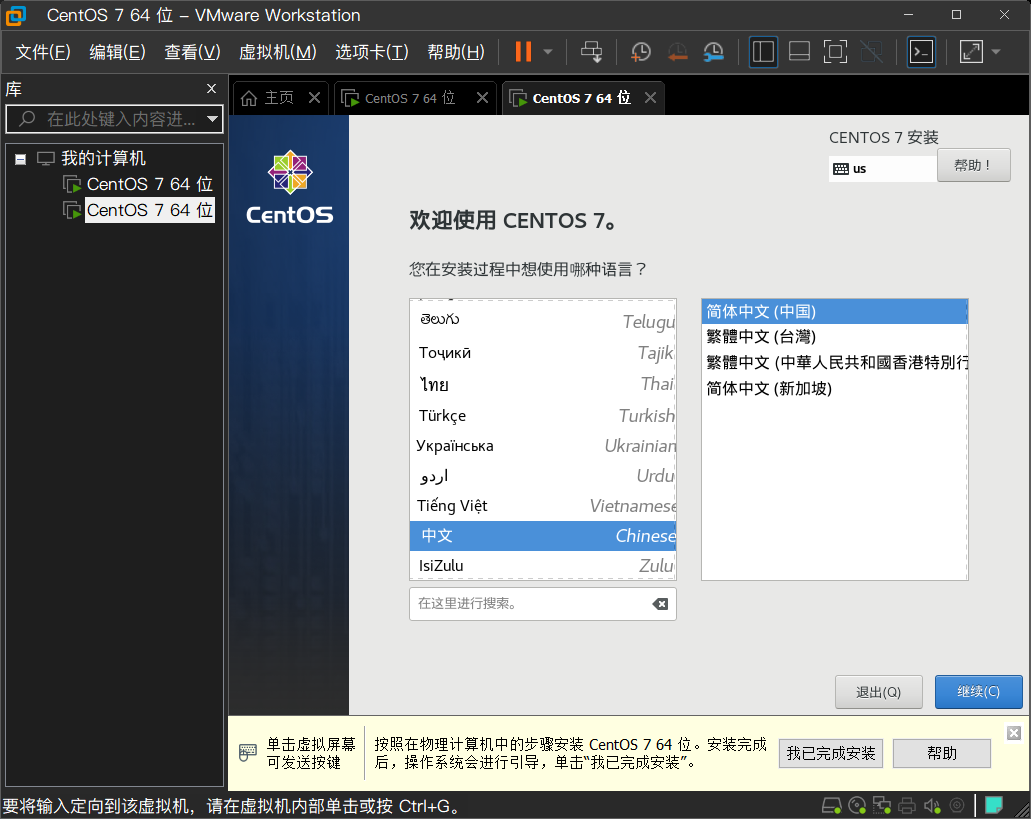 CentOS 7 64 位 – VMware Workstation
文件(F) 编辑(E) 查看(V) 虚拟机(M) 选项卡(T) 帮助(H)
库
主页
CentOS 7 64 位
CentOS 7 64 位
在此处键入内容进...
我的计算机
CentOS 7 64 位
CentOS 7 64 位
CentOS
CENTOS 7 安装
us
帮助！
欢迎使用 CENTOS 7。
您在安装过程中想使用哪种语言？
తెలుగు Telugu
Тоҷикӣ Tajik
ไทย Thai
Türkçe Turkish
Українська Ukrainian
اردو Urdu
Tiếng Việt Vietnamese
中文 Chinese
IsiZulu Zulu
简体中文 (中国)
繁體中文 (台灣)
繁體中文 (中華人民共和國香港特別行
简体中文 (新加坡)
在这里进行搜索。
退出(Q) 继续(C)
单击虚拟屏幕
可发送按键
按照在物理计算机中的步骤安装 CentOS 7 64 位。安装完成
后，操作系统会进行引导，单击“我已完成安装”。
我已完成安装 帮助
要将输入定向到该虚拟机，请在虚拟机内部单击或按 Ctrl+G。